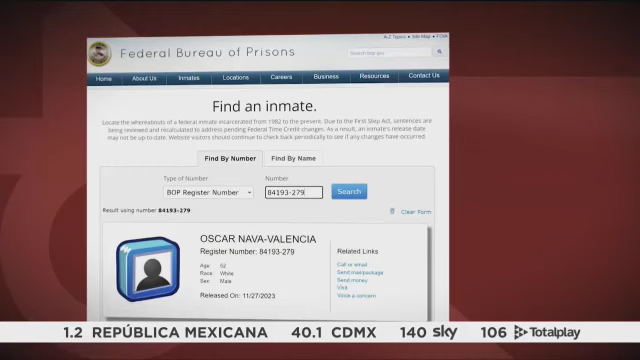 A-Z Topics Site Map FOIA
Federal Bureau of Prisons
Search bop.gov
Home About Us Inmates Locations Careers Business Resources Contact Us
Find an inmate.
Locate the whereabouts of a federal inmate incarcerated from 1982 to the present. Due to the First Step Act, sentences are
being reviewed and recalculated to address pending Federal Time Credit changes. As a result, an inmate's release date
may not be up-to-date. Website visitors should continue to check back periodically to see if any changes have occurred.
Find By Number Find By Name
Type of Number Number
BOP Register Number 84193-279 Search
Result using number 84193-279 Clear Form
OSCAR NAVA-VALENCIA
Register Number: 84193-279
Age: 52
Race: White
Sex: Male
Released On: 11/27/2023
Related Links
Call or email
Send mail/package
Send money
Visit
Voice a concern
1.2 REPÚBLICA MEXICANA 40.1 CDMX 140 sky 106 Totalplay